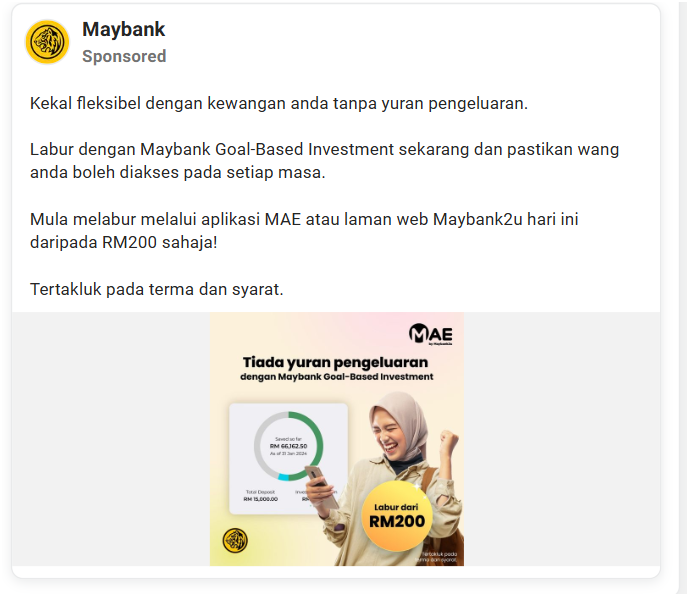 Maybank
Sponsored
Kekal fleksibel dengan kewangan anda tanpa yuran pengeluaran.
Labur dengan Maybank Goal-Based Investment sekarang dan pastikan wang
anda boleh diakses pada setiap masa.
Mula melabur melalui aplikasi MAE atau laman web Maybank2u hari ini
daripada RM200 sahaja!
Tertakluk pada terma dan syarat.
MAE
by Maybank2u
Tiada yuran pengeluaran
dengan Maybank Goal-Based Investment
Saved so far
RM 66,162.50
As of 31 Jan 2024
Total Deposit
RM 15,000.00
Labur dari
RM200
Tertakluk pada
terma dan syarat.